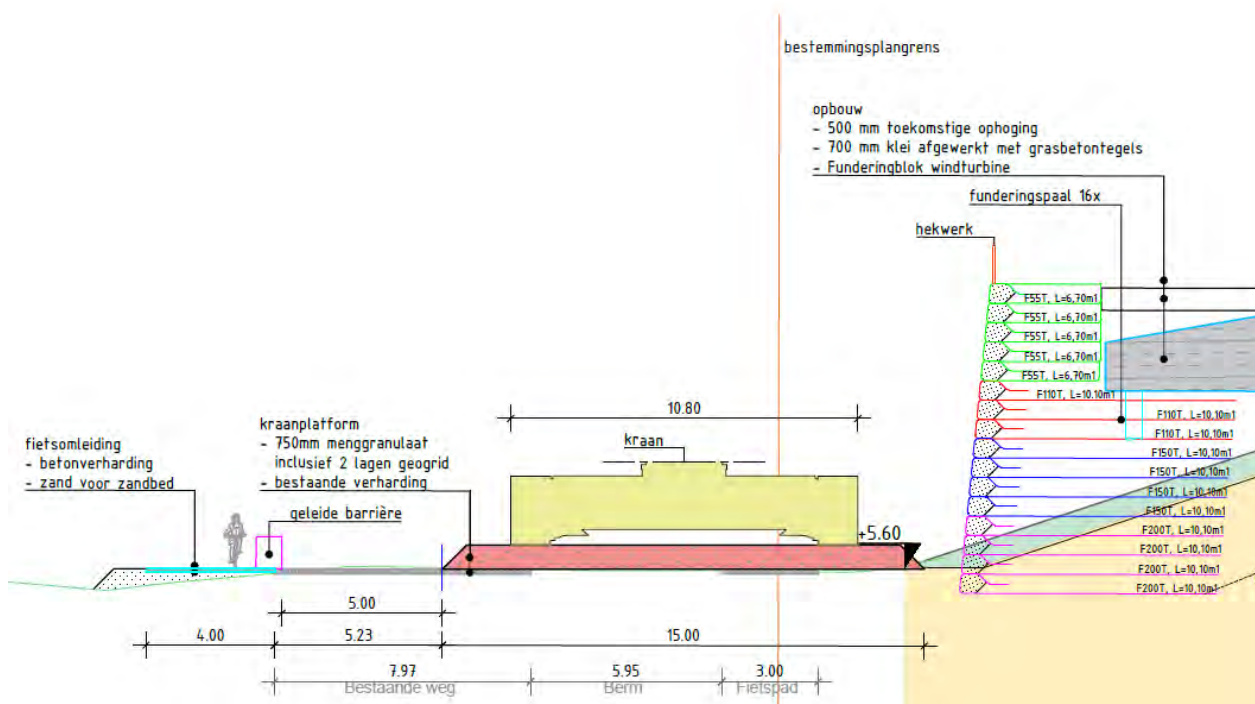 bestemmingsplangrens
opbouw
- 500 mm toekomstige ophoging
- 700 mm klei afgewerkt met grasbetontegels
- Funderingblok windturbine
funderingspaal 16x
hekwerk
F55T, L=6,70m1
F55T, L=6,70m1
F55T, L=6,70m1
F55T, L=6,70m1
F55T, L=6,70m1
F110T, L=10,10m1
F110T, L=10,10m1
F110T, L=10,10m1
F150T, L=10,10m1
F150T, L=10,10m1
F150T, L=10,10m1
F150T, L=10,10m1
F200T, L=10,10m1
F200T, L=10,10m1
F200T, L=10,10m1
F200T, L=10,10m1
10.80
kraan
+5.60
kraanplatform
- 750mm menggranulaat
inclusief 2 lagen geogrid
- bestaande verharding
fietsomleiding
- betonverharding
- zand voor zandbed
geleide barrière
5.00
4.00 5.23 15.00
7.97 5.95 3.00
Bestaande weg Berm Fietspad